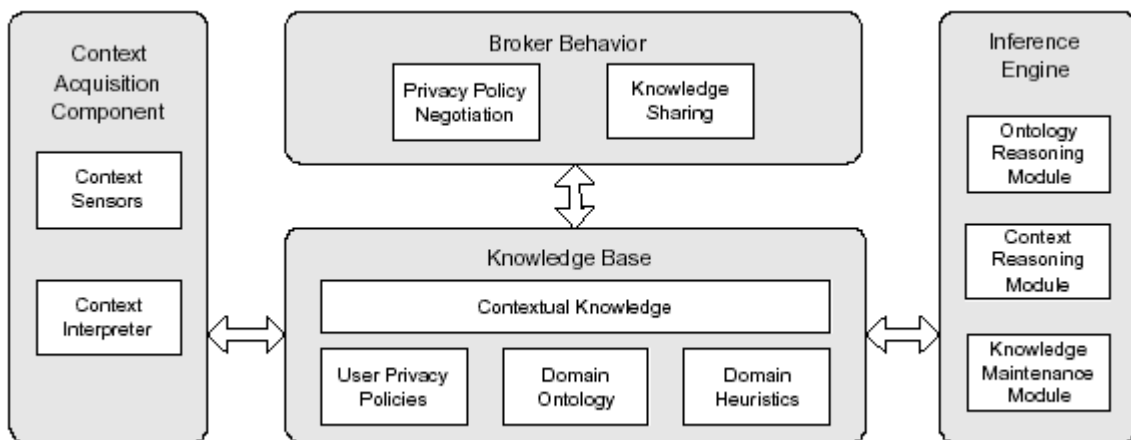 Context
Acquisition
Component
Context
Sensors
Context
Interpreter
Broker Behavior
Privacy Policy
Negotiation
Knowledge
Sharing
Knowledge Base
Contextual Knowledge
User Privacy
Policies
Domain
Ontology
Domain
Heuristics
Inference
Engine
Ontology
Reasoning
Module
Context
Reasoning
Module
Knowledge
Maintenance
Module